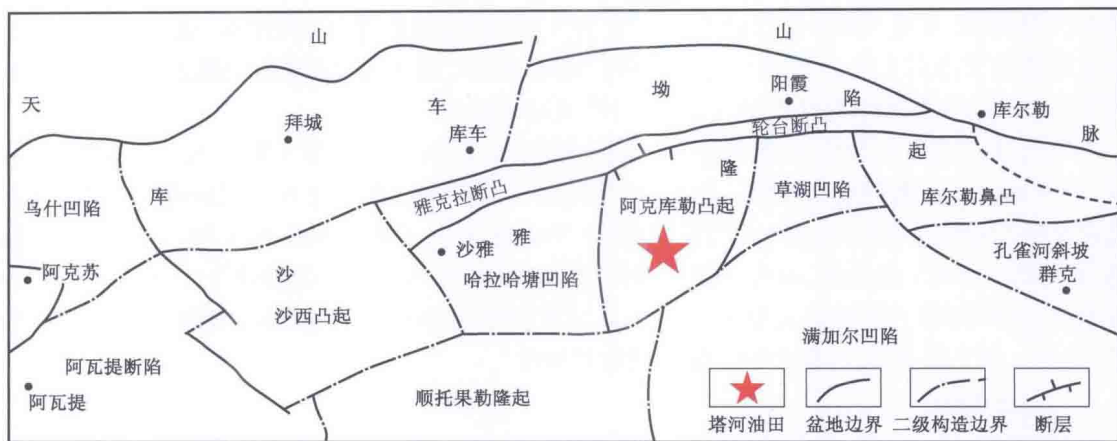 天
山
山
脉
库
车
坳
陷
拜城
库车
阳霞
库尔勒
轮台断凸
乌什凹陷
雅克拉断凸
隆
起
草湖凹陷
阿克库勒凸起
库尔勒鼻凸
沙雅
雅
孔雀河斜坡
群克
阿克苏
沙
哈拉哈塘凹陷
沙西凸起
满加尔凹陷
阿瓦提断陷
阿瓦提
顺托果勒隆起
塔河油田
盆地边界
二级构造边界
断层